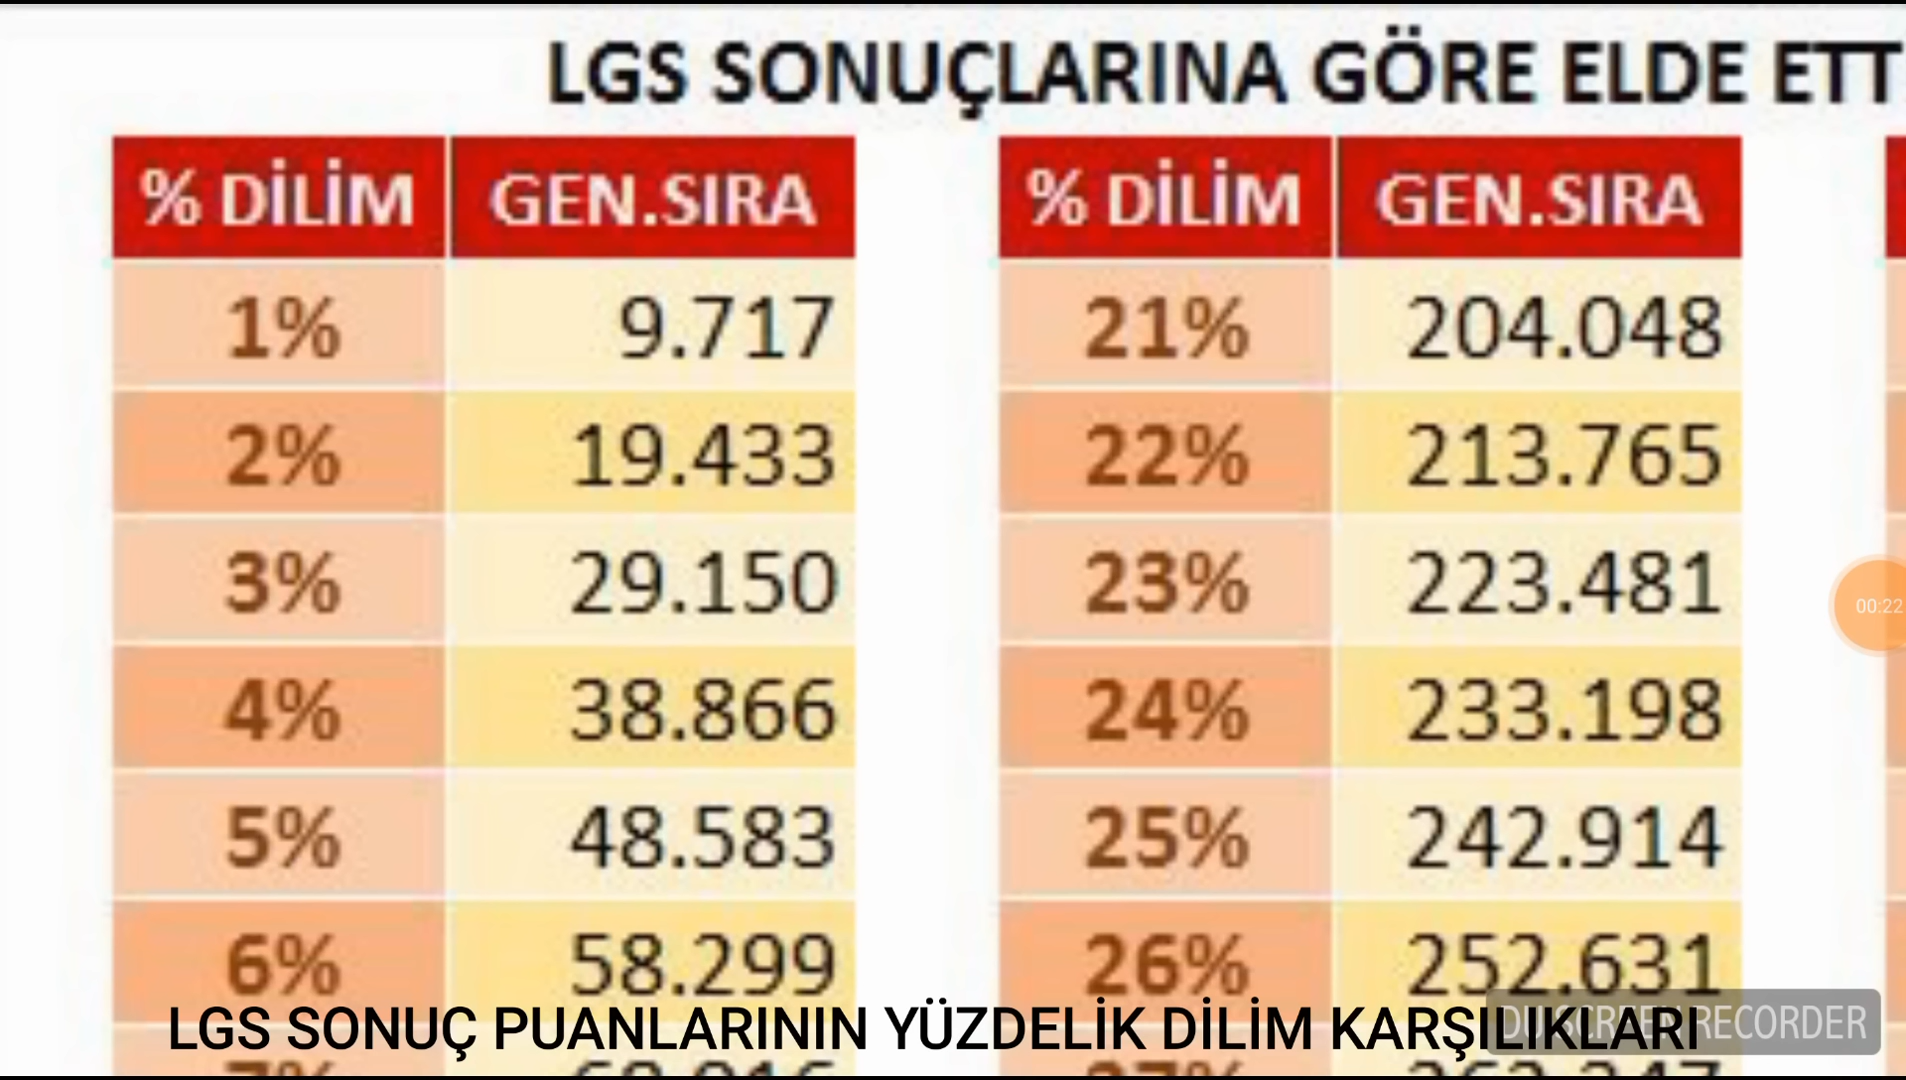 LGS SONUÇLARINA GÖRE ELDE ETT
% DİLİM GEN.SIRA % DİLİM GEN.SIRA
1% 9.717 21% 204.048
2% 19.433 22% 213.765
3% 29.150 23% 223.481
00:22
4% 38.866 24% 233.198
5% 48.583 25% 242.914
6% 58.299 26% 252.631
LGS SONUÇ PUANLARININ YÜZDELİK DİLİM KARŞILIKLARI
RECORDER